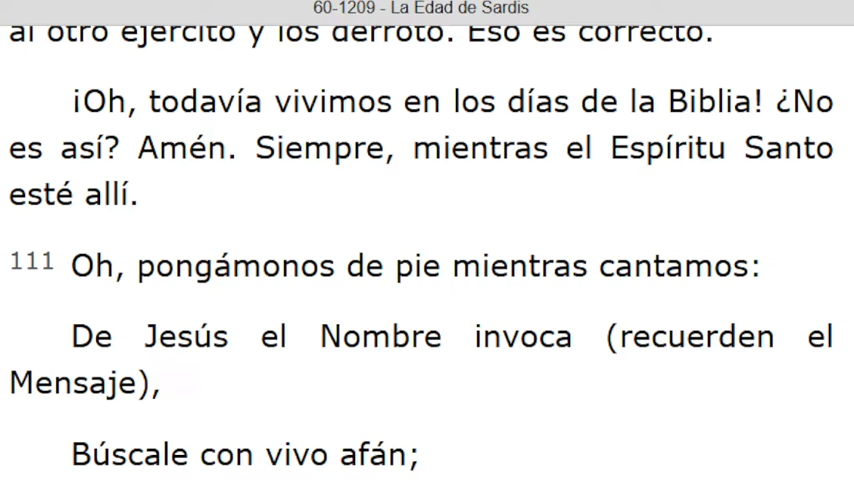 60-1209 - La Edad de Sardis
al otro ejército y los derrotó. Eso es correcto.
¡Oh, todavía vivimos en los días de la Biblia! ¿No
es así? Amén. Siempre, mientras el Espíritu Santo
esté allí.
111 Oh, pongámonos de pie mientras cantamos:
De Jesús el Nombre invoca (recuerden el
Mensaje),
Búscale con vivo afán;